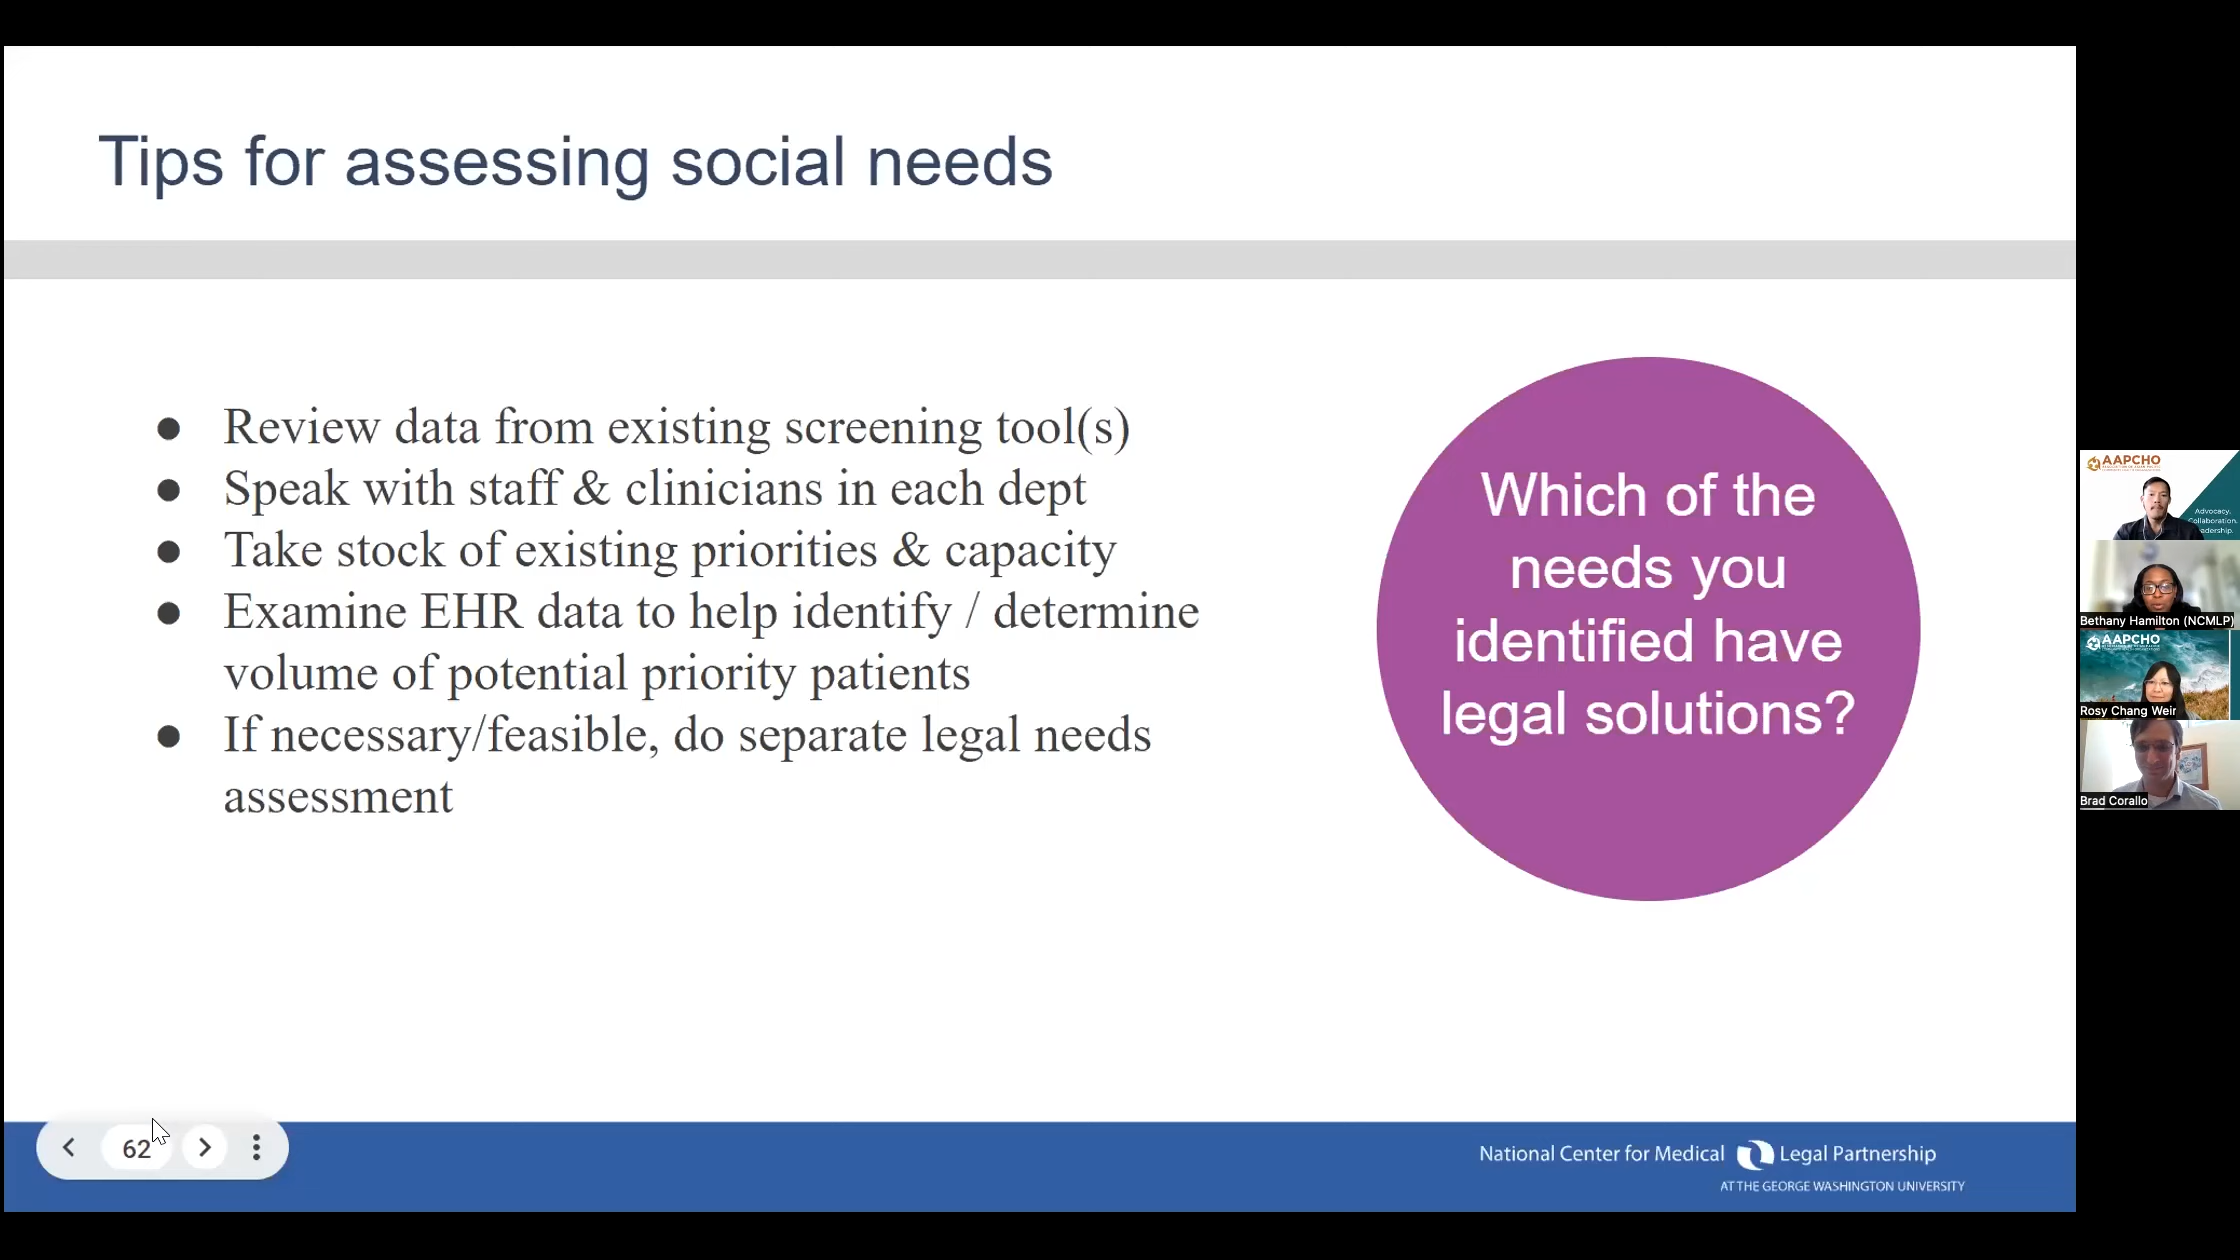 Tips for assessing social needs
● Review data from existing screening tool(s)
● Speak with staff & clinicians in each dept
● Take stock of existing priorities & capacity
● Examine EHR data to help identify / determine
volume of potential priority patients
● If necessary/feasible, do separate legal needs
assessment
Which of the
needs you
identified have
legal solutions?
AAPCHO
Advocacy.
Collaboration.
Bethany Hamilton (NCMLP)
AAPCHO
Rosy Chang Weir
Brad Corallo
62
National Center for Medical Legal Partnership
AT THE GEORGE WASHINGTON UNIVERSITY